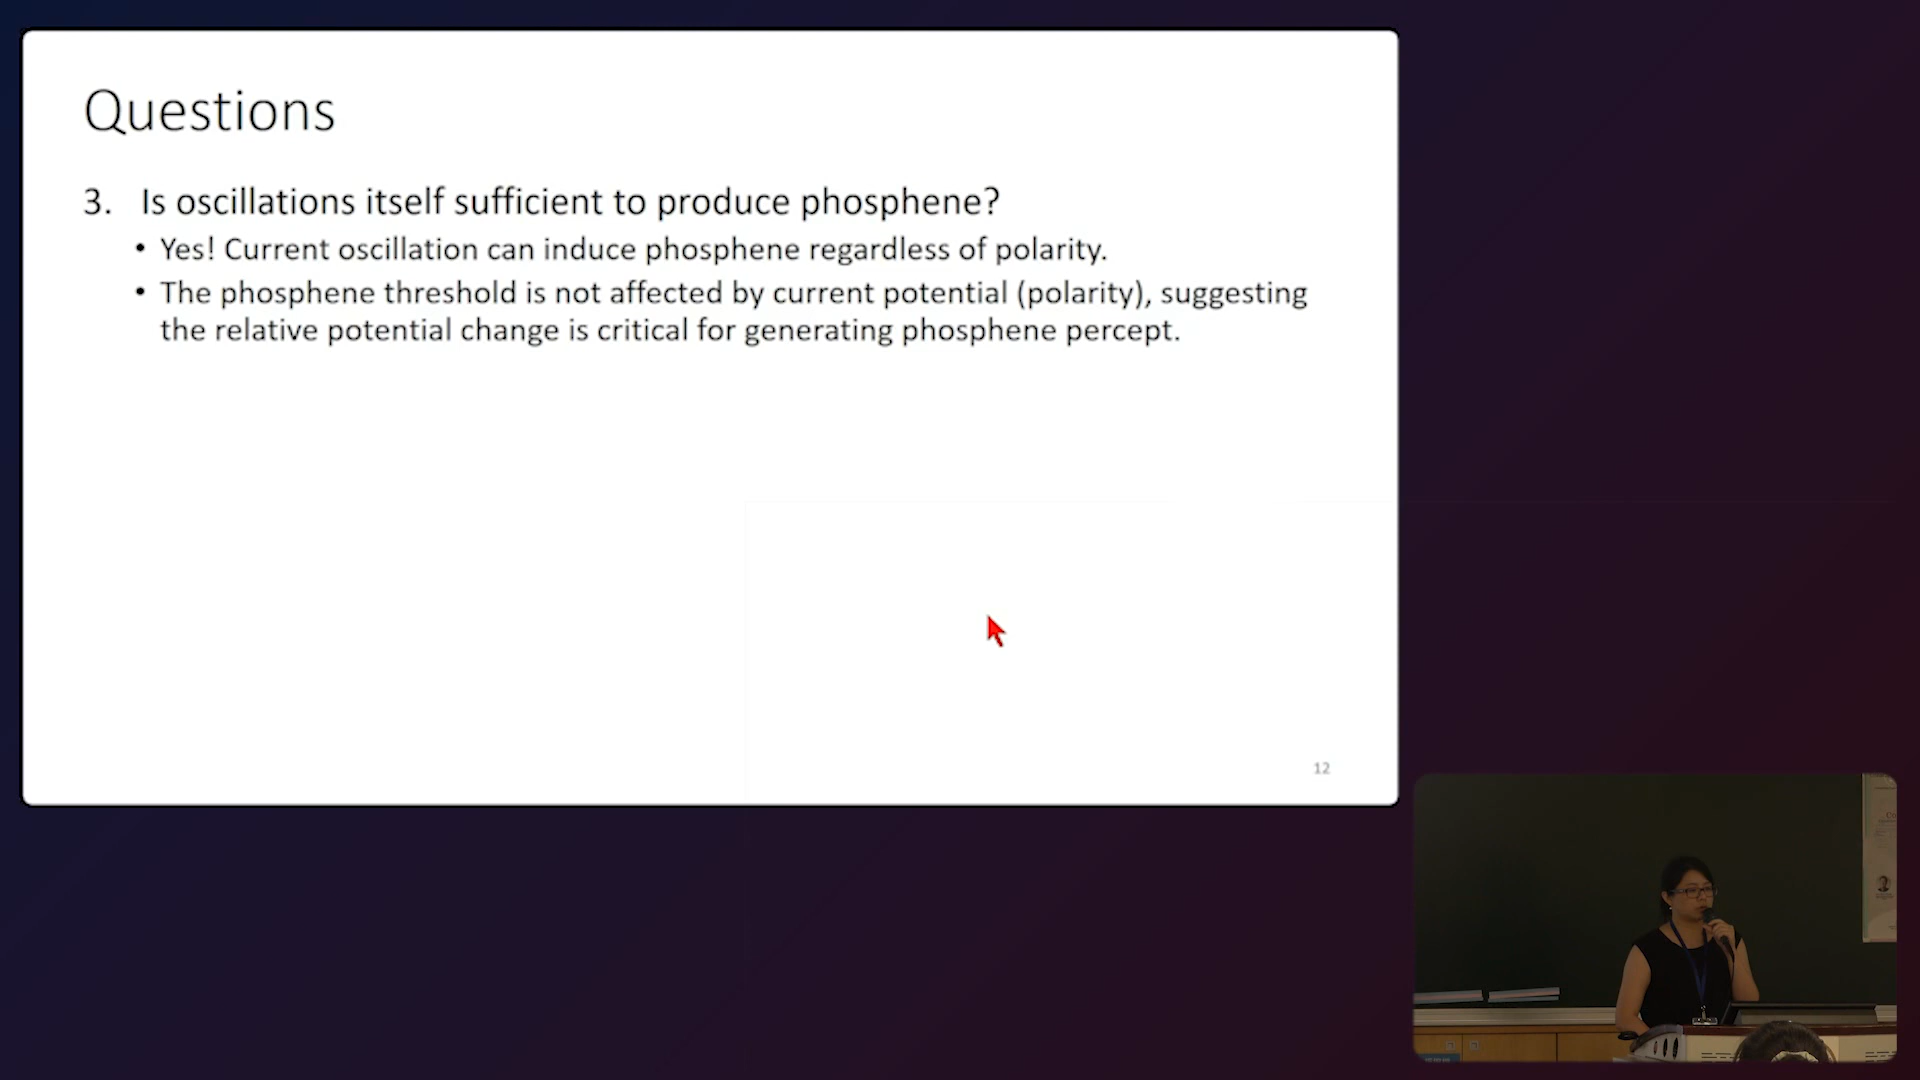 Questions
3. Is oscillations itself sufficient to produce phosphene?
• Yes! Current oscillation can induce phosphene regardless of polarity.
• The phosphene threshold is not affected by current potential (polarity), suggesting
the relative potential change is critical for generating phosphene percept.
12